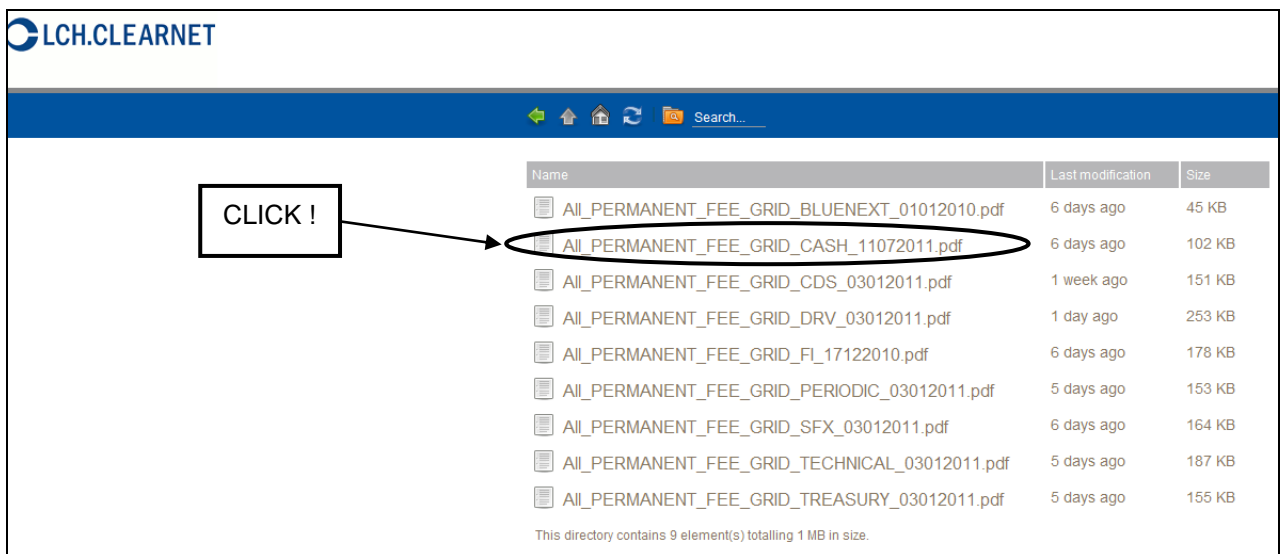 LCH.CLEARNET
Search...
Name Last modification Size
CLICK !
All_PERMANENT_FEE_GRID_BLUENEXT_01012010.pdf 6 days ago 45 KB
All_PERMANENT_FEE_GRID_CASH_11072011.pdf 6 days ago 102 KB
All_PERMANENT_FEE_GRID_CDS_03012011.pdf 1 week ago 151 KB
All_PERMANENT_FEE_GRID_DRV_03012011.pdf 1 day ago 253 KB
All_PERMANENT_FEE_GRID_FI_17122010.pdf 6 days ago 178 KB
All_PERMANENT_FEE_GRID_PERIODIC_03012011.pdf 5 days ago 153 KB
All_PERMANENT_FEE_GRID_SFX_03012011.pdf 6 days ago 164 KB
All_PERMANENT_FEE_GRID_TECHNICAL_03012011.pdf 5 days ago 187 KB
All_PERMANENT_FEE_GRID_TREASURY_03012011.pdf 5 days ago 155 KB
This directory contains 9 element(s) totalling 1 MB in size.